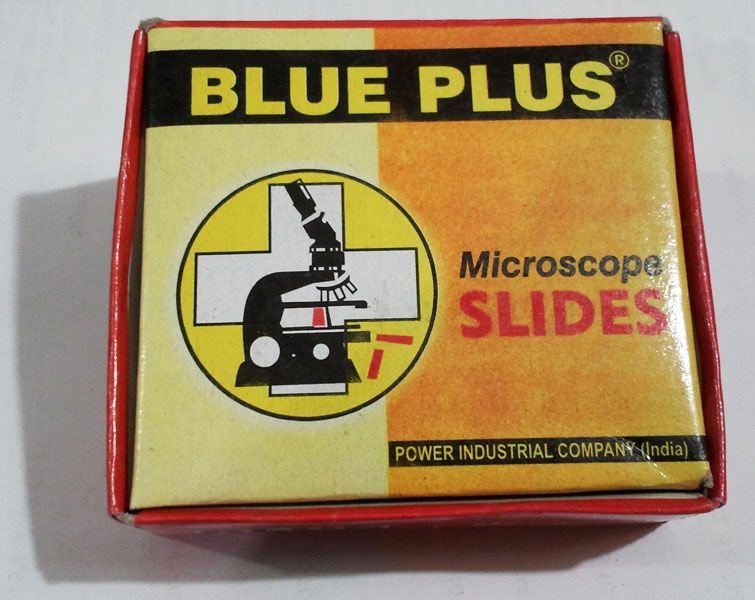 BLUE PLUS®
Microscope
SLIDES
POWER INDUSTRIAL COMPANY (India)